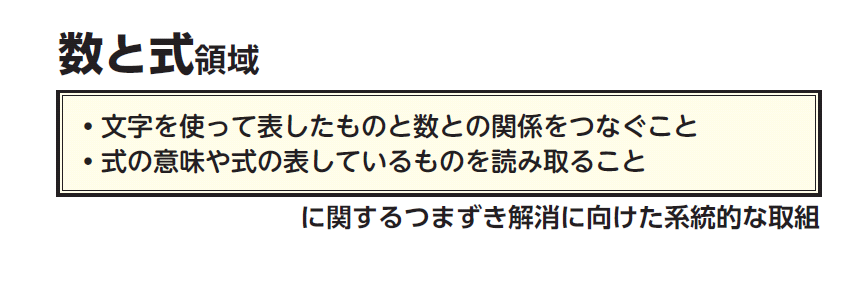 数と式領域
・文字を使って表したものと数との関係をつなぐこと
・式の意味や式の表しているものを読み取ること
に関するつまずき解消に向けた系統的な取組